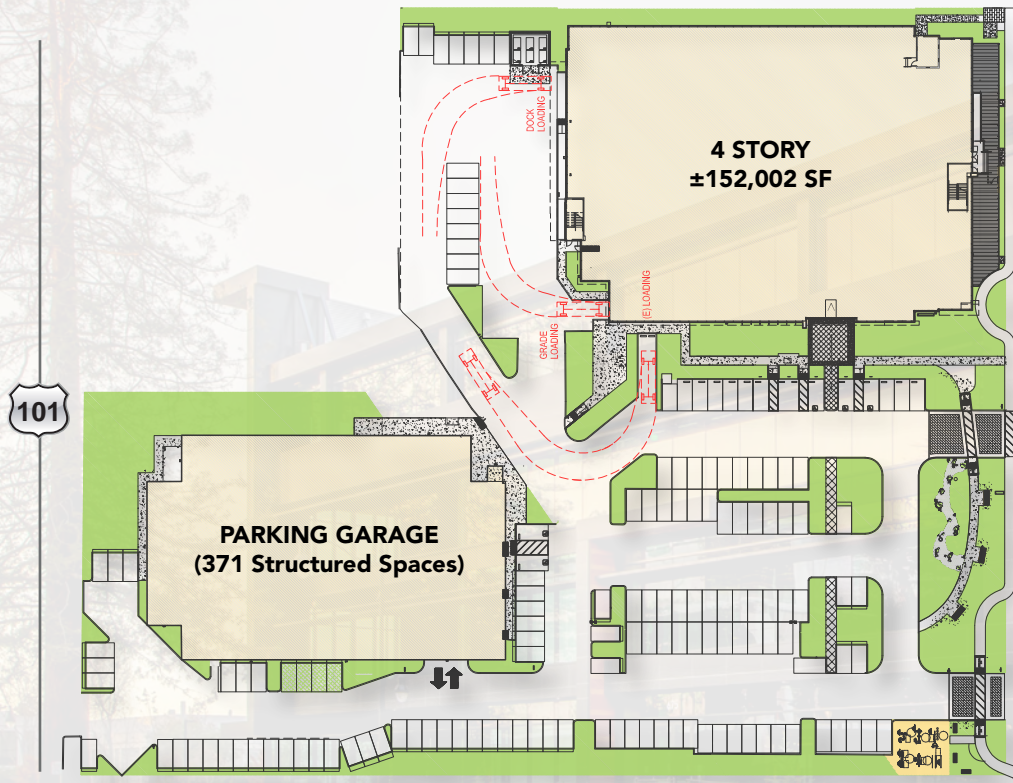 DOCK
LOADING
4 STORY
±152,002 SF
(E) LOADING
GRADE
LOADING
101
PARKING GARAGE
(371 Structured Spaces)